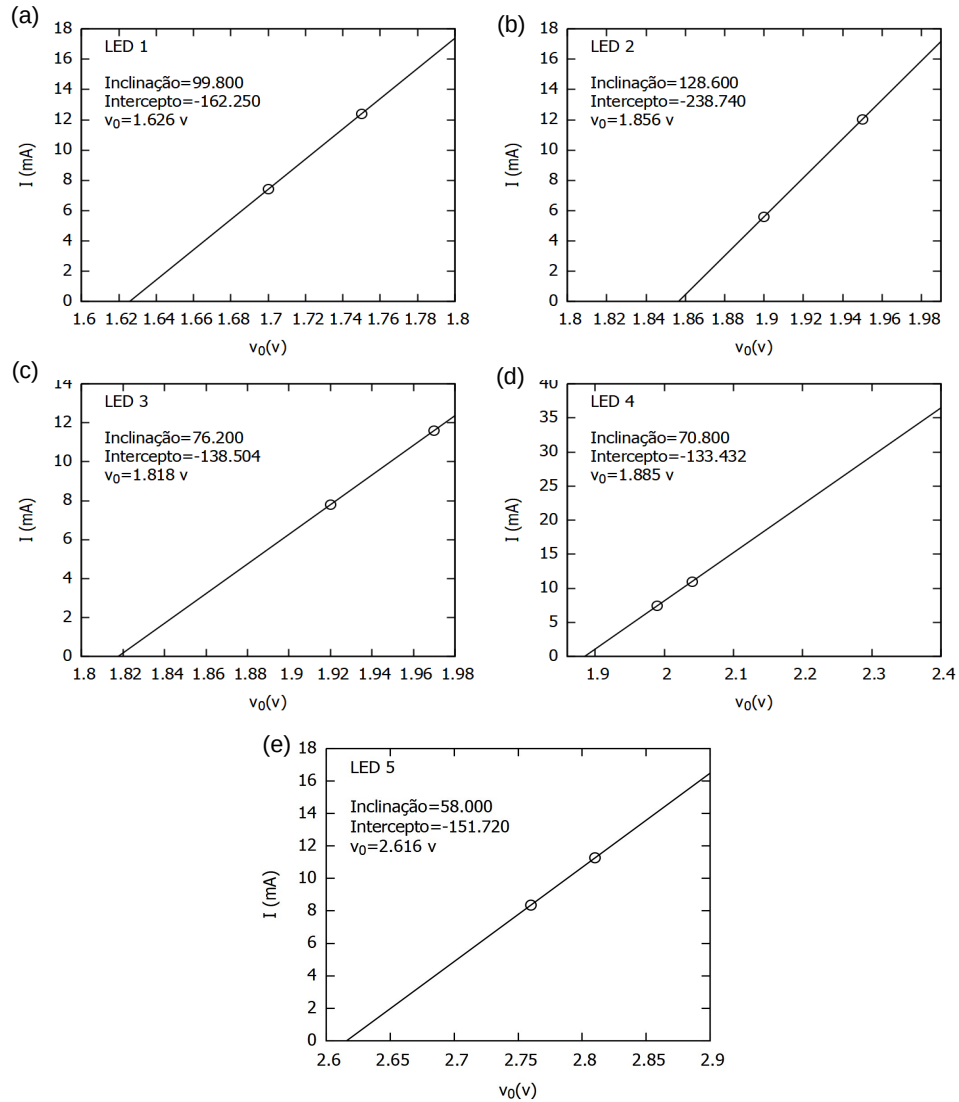 (a)
LED 1
Inclinação=99.800
Intercepto=-162.250
v₀=1.626 v
I (mA)
18
16
14
12
10
8
6
4
2
0
1.6 1.62 1.64 1.66 1.68 1.7 1.72 1.74 1.76 1.78 1.8
v₀(v)
(b)
LED 2
Inclinação=128.600
Intercepto=-238.740
v₀=1.856 v
I (mA)
18
16
14
12
10
8
6
4
2
0
1.8 1.82 1.84 1.86 1.88 1.9 1.92 1.94 1.96 1.98
v₀(v)
(c)
LED 3
Inclinação=76.200
Intercepto=-138.504
v₀=1.818 v
I (mA)
14
12
10
8
6
4
2
0
1.8 1.82 1.84 1.86 1.88 1.9 1.92 1.94 1.96 1.98
v₀(v)
(d)
LED 4
Inclinação=70.800
Intercepto=-133.432
v₀=1.885 v
I (mA)
40
35
30
25
20
15
10
5
0
1.9 2 2.1 2.2 2.3 2.4
v₀(v)
(e)
LED 5
Inclinação=58.000
Intercepto=-151.720
v₀=2.616 v
I (mA)
18
16
14
12
10
8
6
4
2
0
2.6 2.65 2.7 2.75 2.8 2.85 2.9
v₀(v)